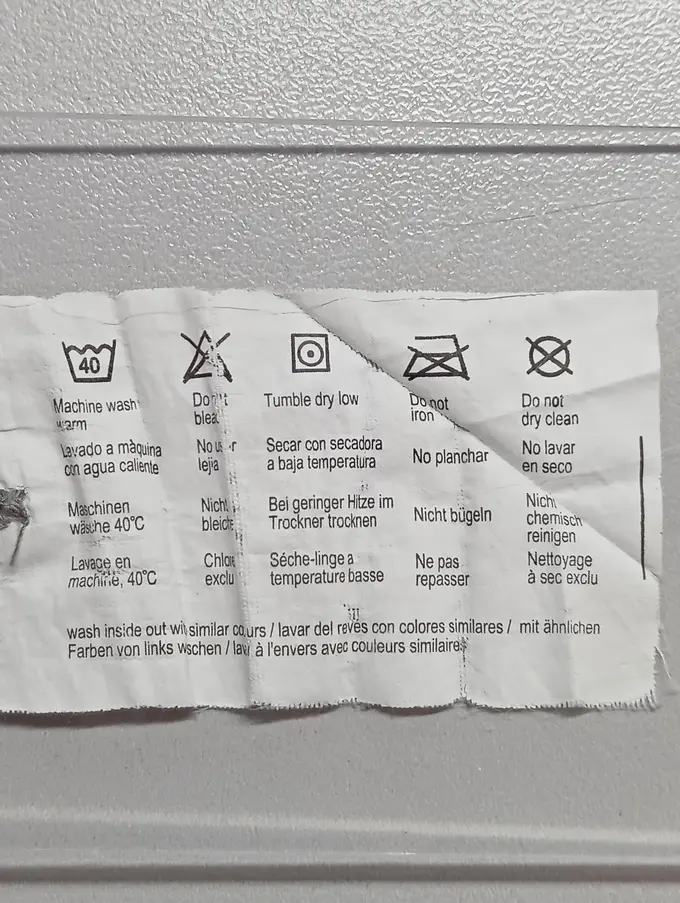 40
Machine wash
warm
Lavado a màquina
con agua caliente
Maschinen
wäsche 40°C
Lavage en
machine, 40°C
Do
No
lejia
Nicht
Tumble dry low
Secar con secadora
a baja temperatura
Bei geringer Hitze im
Trockner trocknen
Séche-linge a
temperature basse
Do not
iron
No planchar
Nicht bügeln
Ne pas
repasser
Do not
dry clean
No lavar
en seco
chemisch
reinigen
Nettoyage
à sec exclu
wash inside out similar / lavar del revés con colores similares / mit ähnlichen
Farben von links / à l'envers avec couleurs similaires